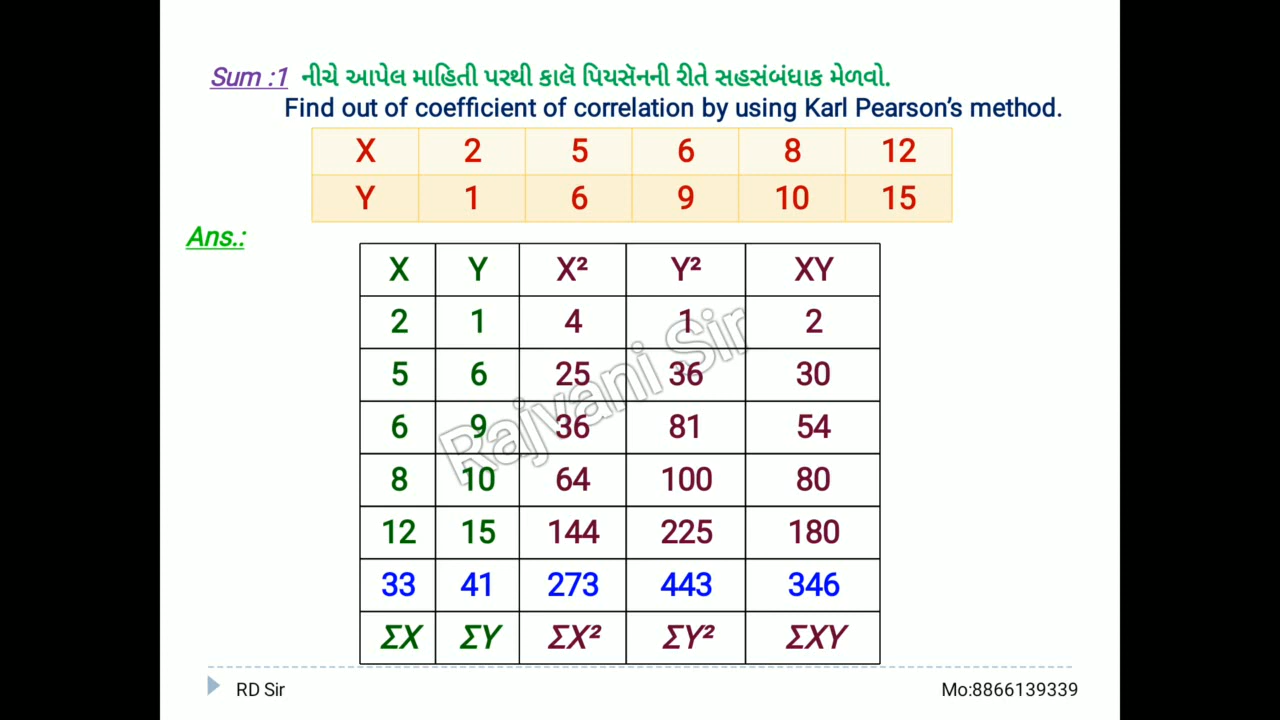 Sum :1 નીચે આપેલ માહિતી પરથી કાર્લ પિયર્સનની રીતે સહસંબંધાક મેળવો.
Find out of coefficient of correlation by using Karl Pearson’s method.
X 2 5 6 8 12
Y 1 6 9 10 15
Ans.:
X Y X² Y² XY
2 1 4 1 2
5 6 25 36 30
6 9 36 81 54
8 10 64 100 80
12 15 144 225 180
33 41 273 443 346
ΣX ΣY ΣX² ΣY² ΣXY
Rajvani Sir
RD Sir Mo:8866139339